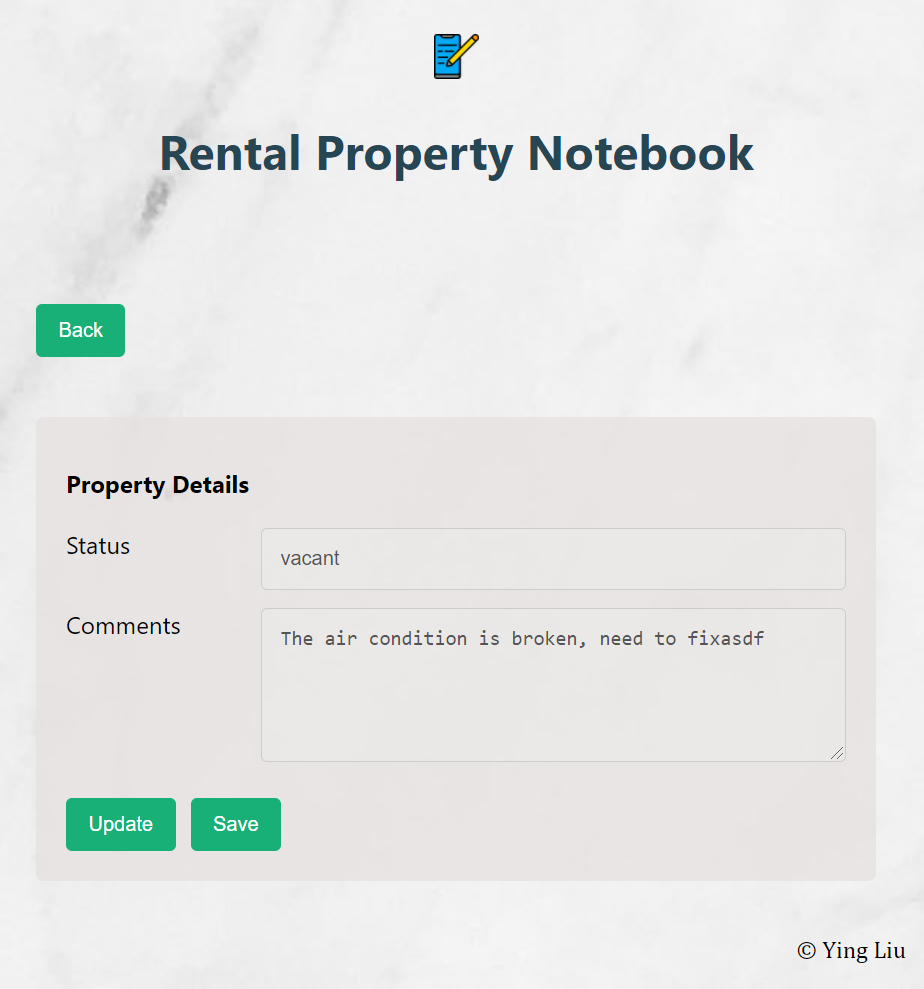 Rental Property Notebook
Back
Property Details
Status
vacant
Comments
The air condition is broken, need to fixasdf
Update
Save
© Ying Liu